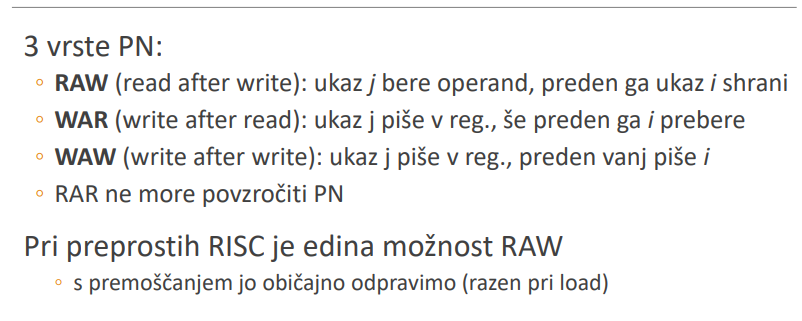 3 vrste PN:
◦ RAW (read after write): ukaz j bere operand, preden ga ukaz i shrani
◦ WAR (write after read): ukaz j piše v reg., še preden ga i prebere
◦ WAW (write after write): ukaz j piše v reg., preden vanj piše i
◦ RAR ne more povzročiti PN
Pri preprostih RISC je edina možnost RAW
◦ s premoščanjem jo običajno odpravimo (razen pri load)